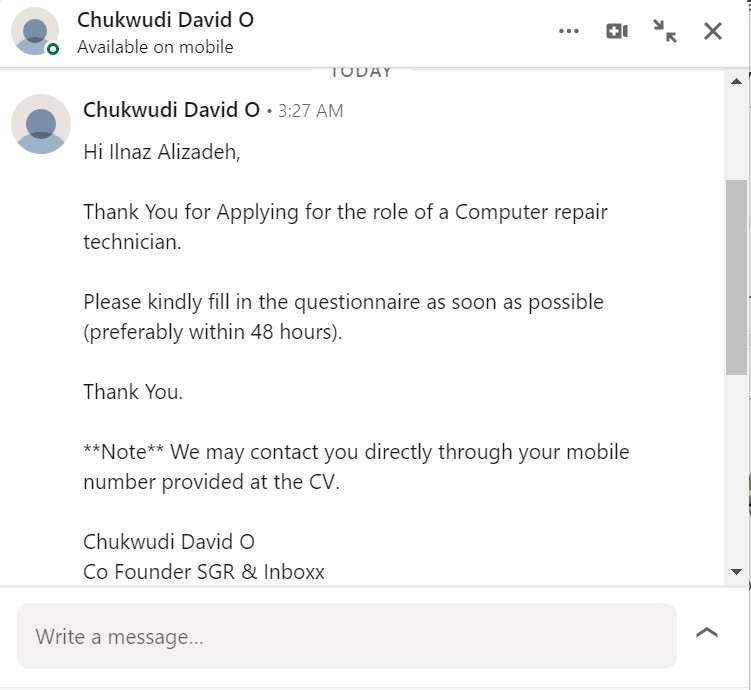 Chukwudi David O
Available on mobile
TODAY
Chukwudi David O • 3:27 AM
Hi Ilnaz Alizadeh,
Thank You for Applying for the role of a Computer repair
technician.
Please kindly fill in the questionnaire as soon as possible
(preferably within 48 hours).
Thank You.
**Note** We may contact you directly through your mobile
number provided at the CV.
Chukwudi David O
Co Founder SGR & Inboxx
Write a message...